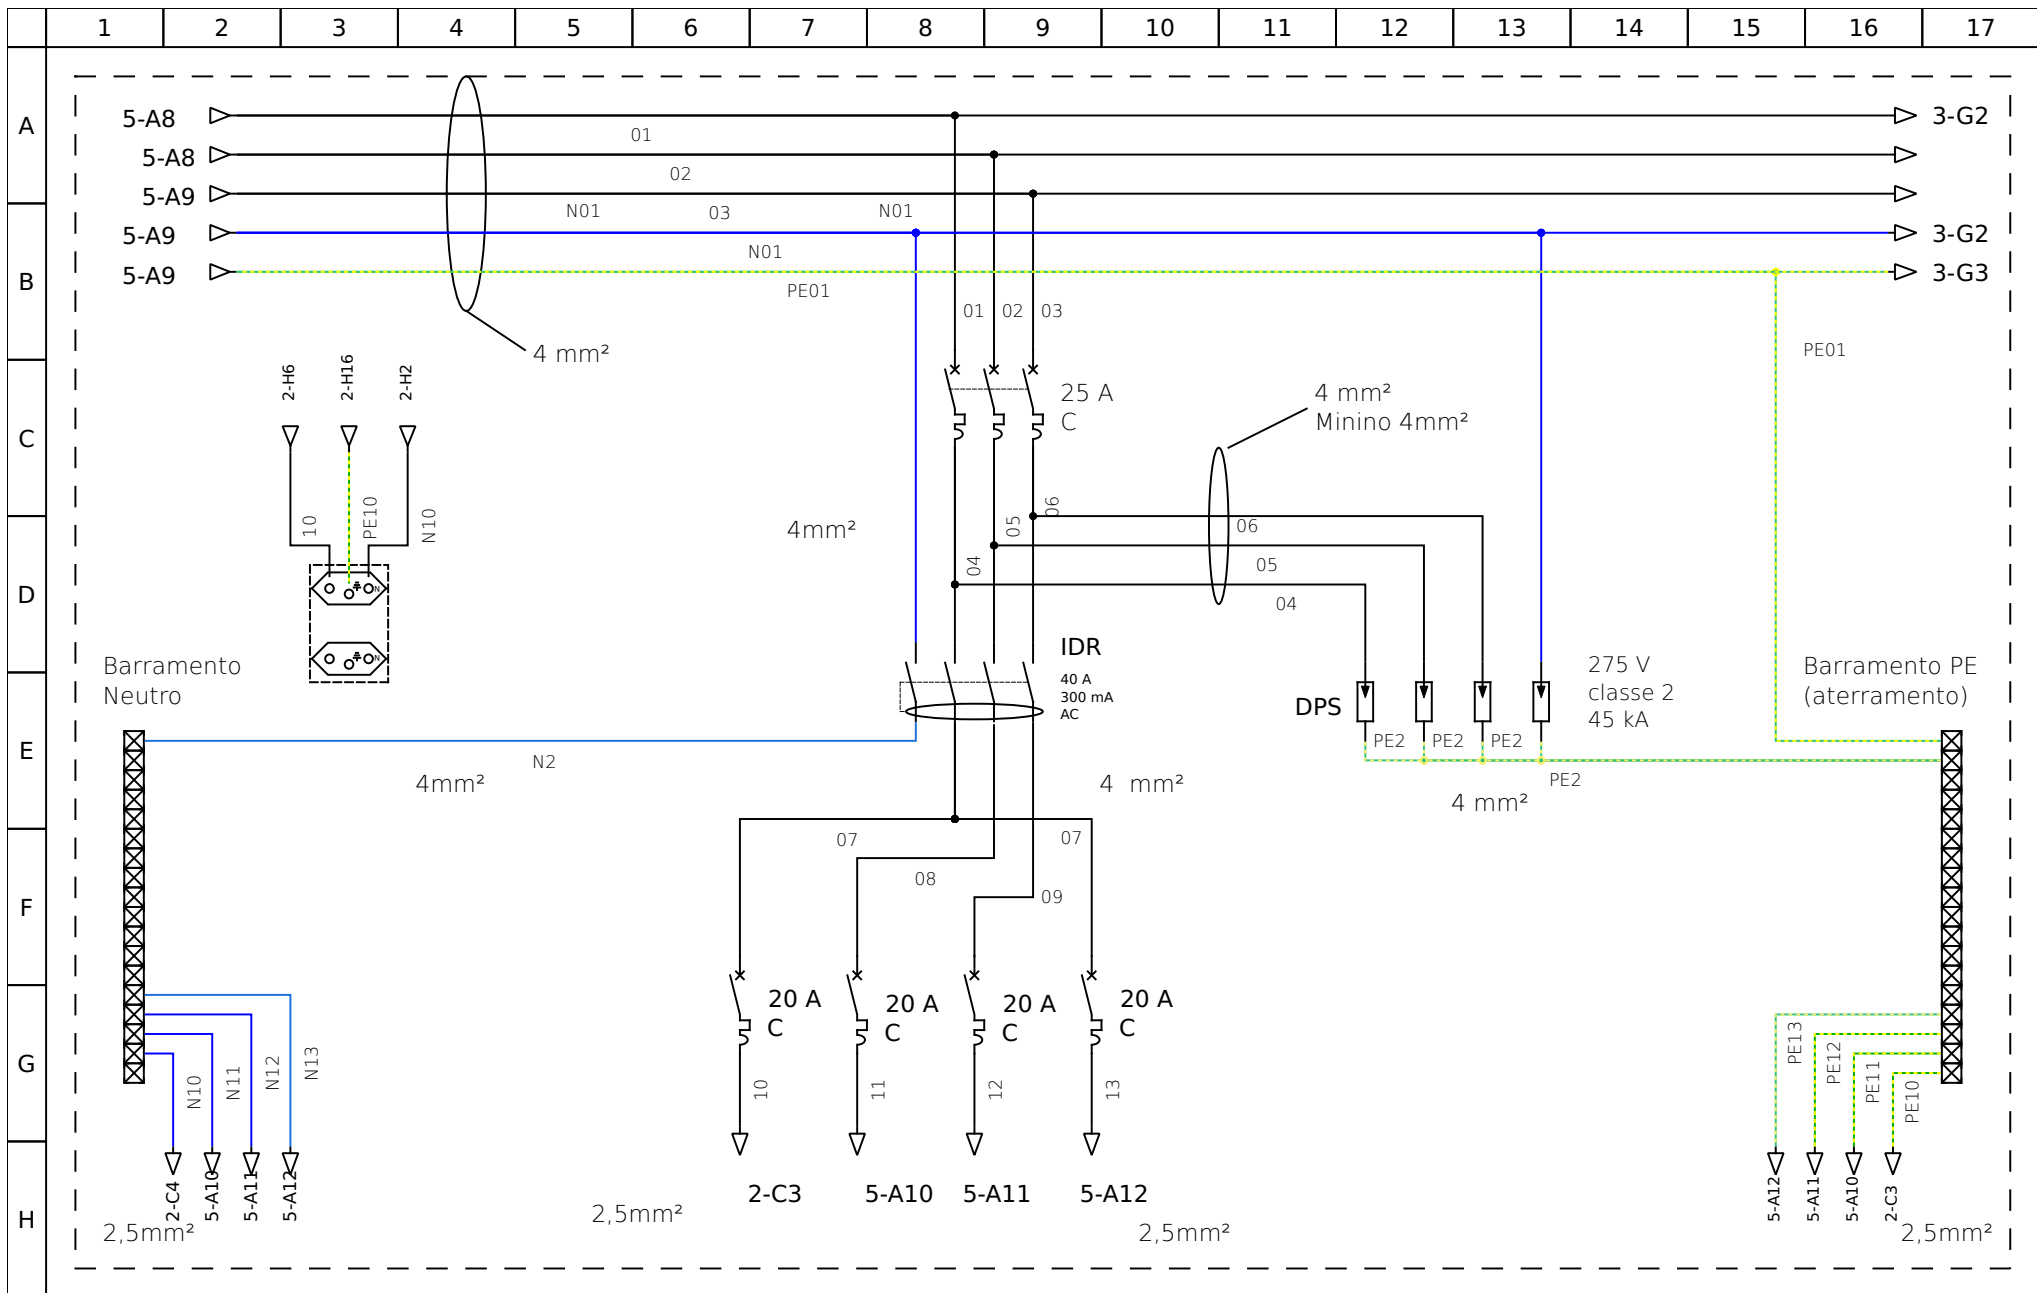 1 2 3 4 5 6 7 8 9 10 11 12 13 14 15 16 17
A
5-A8
01
3-G2
5-A8
02
5-A9
N01 03 N01
5-A9
N01
3-G2
B
5-A9
PE01
3-G3
01 02 03
4 mm²
PE01
2-H6 2-H16 2-H2
25 A
C
4 mm²
Minino 4mm²
C
10 PE10 N10
4mm²
04 05 06
06
05
04
D
N
N
IDR
40 A
300 mA
AC
Barramento
Neutro
DPS
275 V
classe 2
45 kA
Barramento PE
(aterramento)
E
N2
PE2 PE2 PE2
PE2
4mm²
4 mm²
4 mm²
07 07
08
09
F
20 A
C
20 A
C
20 A
C
20 A
C
G
N10 N11 N12 N13
10 11 12 13
PE13 PE12 PE11 PE10
2-C4 5-A10 5-A11 5-A12
2-C3 5-A10 5-A11 5-A12
5-A12 5-A11 5-A10 2-C3
H
2,5mm²
2,5mm²
2,5mm²
2,5mm²